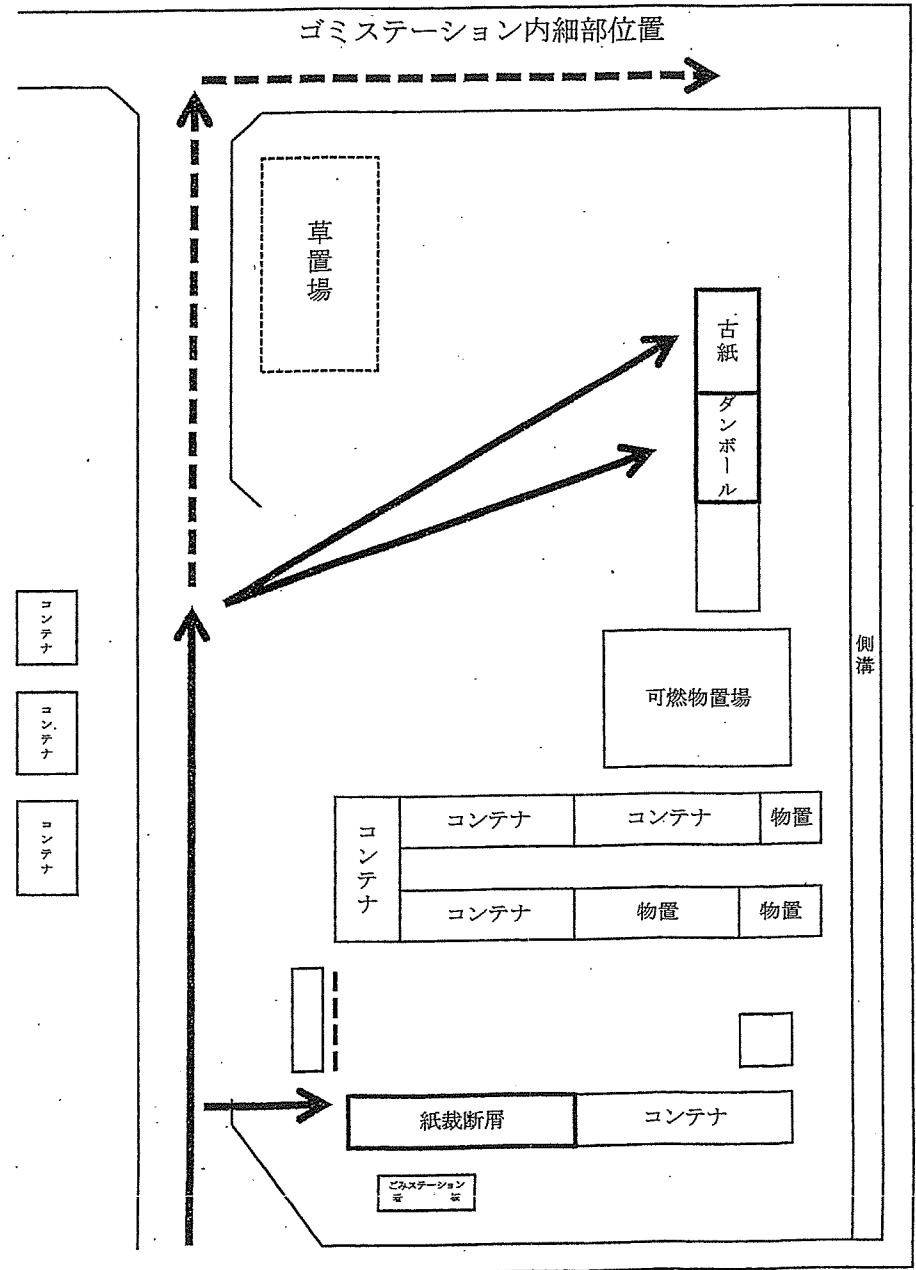 ゴミステーション内細部位置
草置場
古紙
ダンボール
側溝
コンテナ
コンテナ
コンテナ
可燃物置場
コンテナ
コンテナ
コンテナ
物置
コンテナ
物置
物置
紙裁断屑
コンテナ
ごみステーション